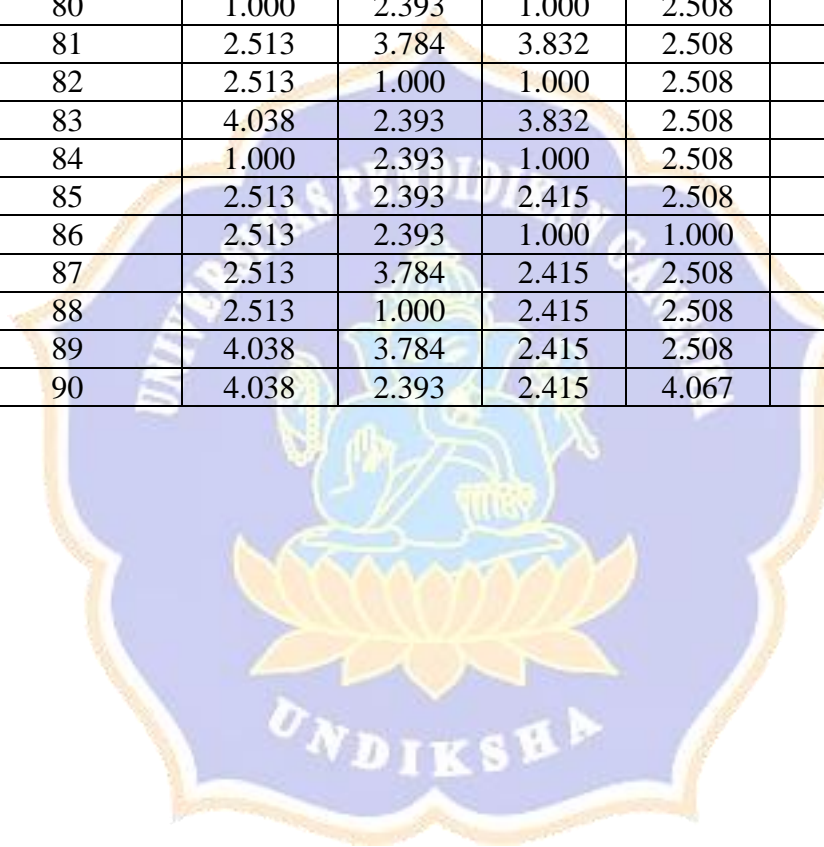 80 1.000 2.393 1.000 2.508
81 2.513 3.784 3.832 2.508
82 2.513 1.000 1.000 2.508
83 4.038 2.393 3.832 2.508
84 1.000 2.393 1.000 2.508
85 2.513 2.393 2.415 2.508
86 2.513 2.393 1.000 1.000
87 2.513 3.784 2.415 2.508
88 2.513 1.000 2.415 2.508
89 4.038 3.784 2.415 2.508
90 4.038 2.393 2.415 4.067
UNIVERSITAS PENDIDIKAN GANESHA
UNDIKSHA